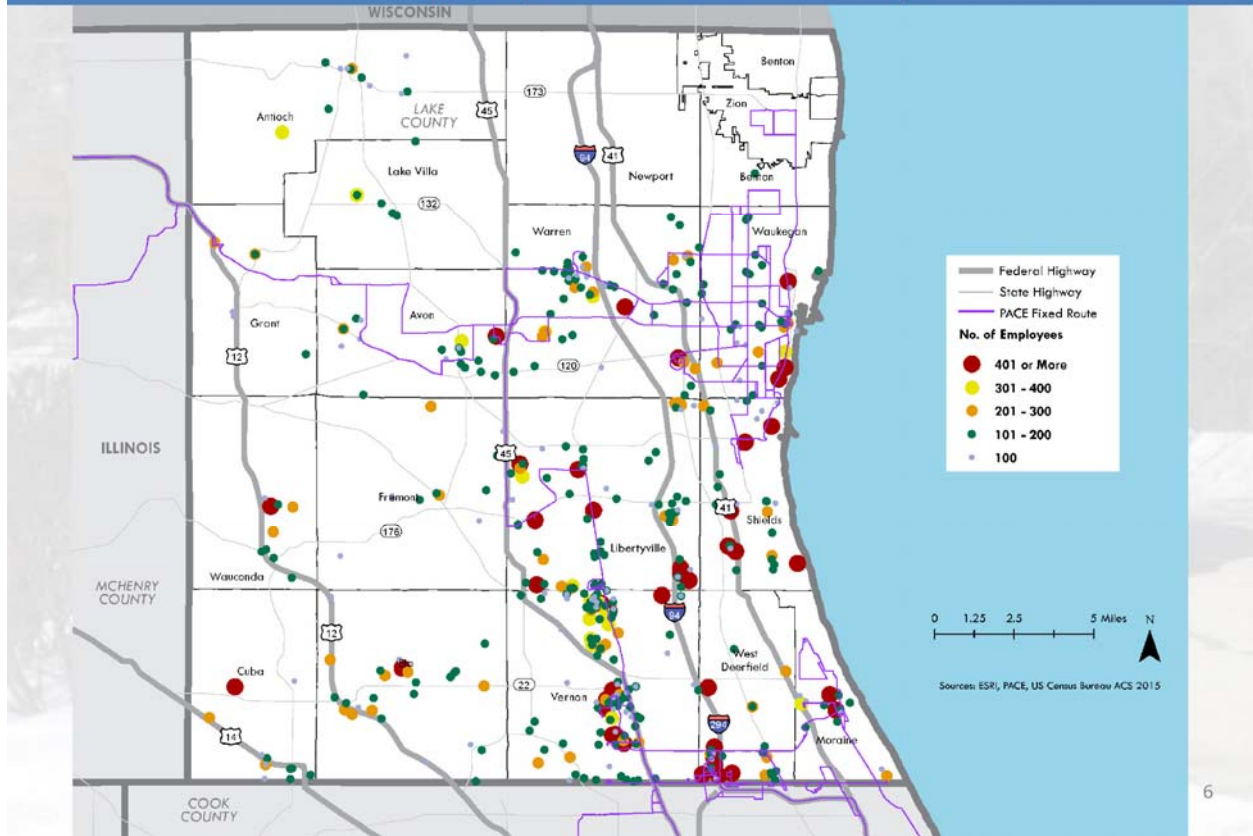 WISCONSIN
Benton
173
Zion
45
LAKE
COUNTY
Antioch
94
41
Lake Villa
Newport
Benton
132
Warren
Waukegan
Federal Highway
State Highway
PACE Fixed Route
No. of Employees
401 or More
301 - 400
201 - 300
101 - 200
100
Grant
Avon
12
120
ILLINOIS
45
Fremont
41
Shields
176
Libertyville
Wauconda
MCHENRY
COUNTY
94
12
0 1.25 2.5 5 Miles N
West
Deerfield
Cuba
22
Vernon
Sources: ESRI, PACE, US Census Bureau ACS 2015
14
294
Moraine
6
COOK
COUNTY